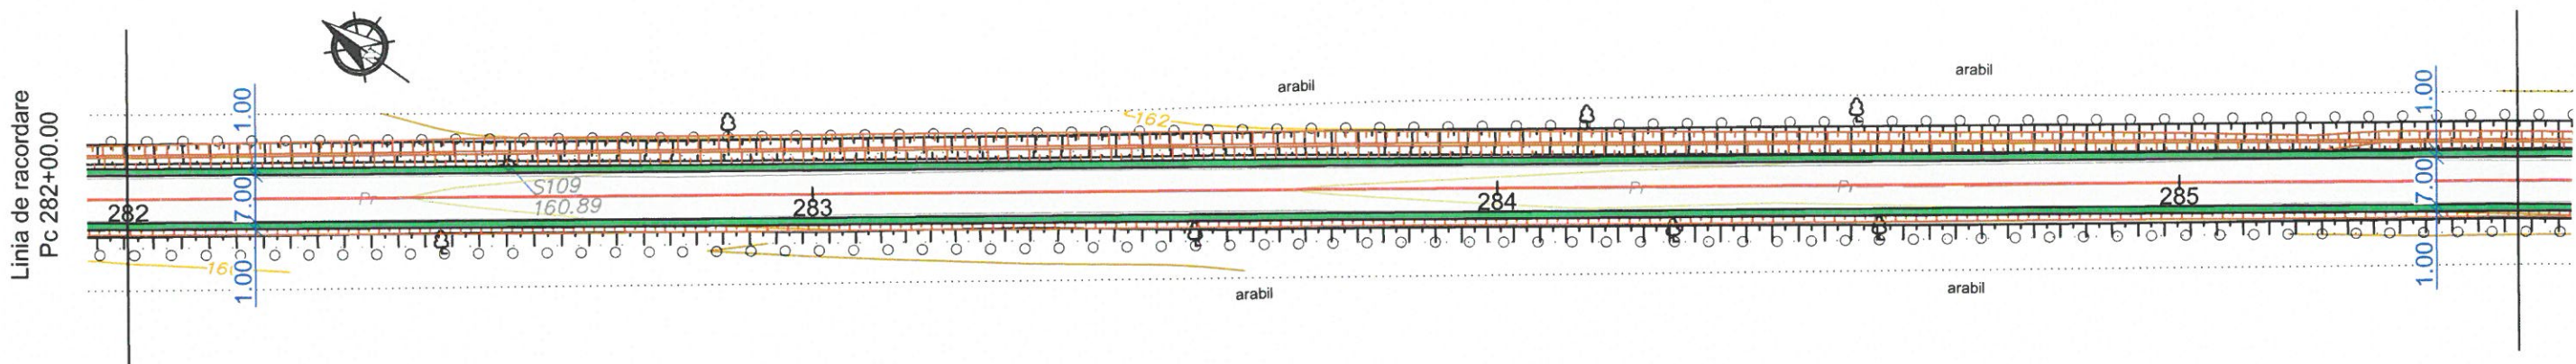 Linia de racordare
Pc 282+00.00
arabil
arabil
1.00
1.00
162
S109
160.89
Pr
Pr
Pr
7.00
7.00
282
283
284
285
1.00
1.00
arabil
arabil